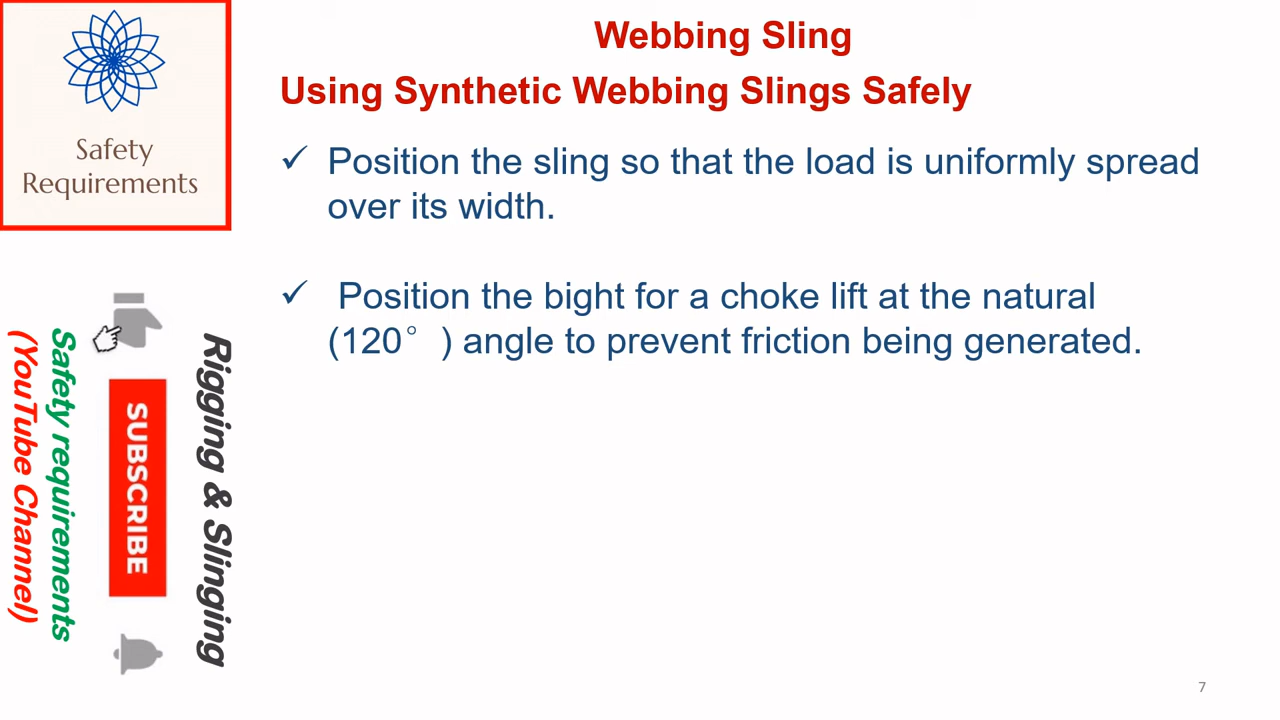 Webbing Sling
Using Synthetic Webbing Slings Safely
✓ Position the sling so that the load is uniformly spread
over its width.
✓ Position the bight for a choke lift at the natural
(120° ) angle to prevent friction being generated.
Safety
Requirements
Rigging & Slinging
SUBSCRIBE
Safety requirements
(YouTube Channel)
7